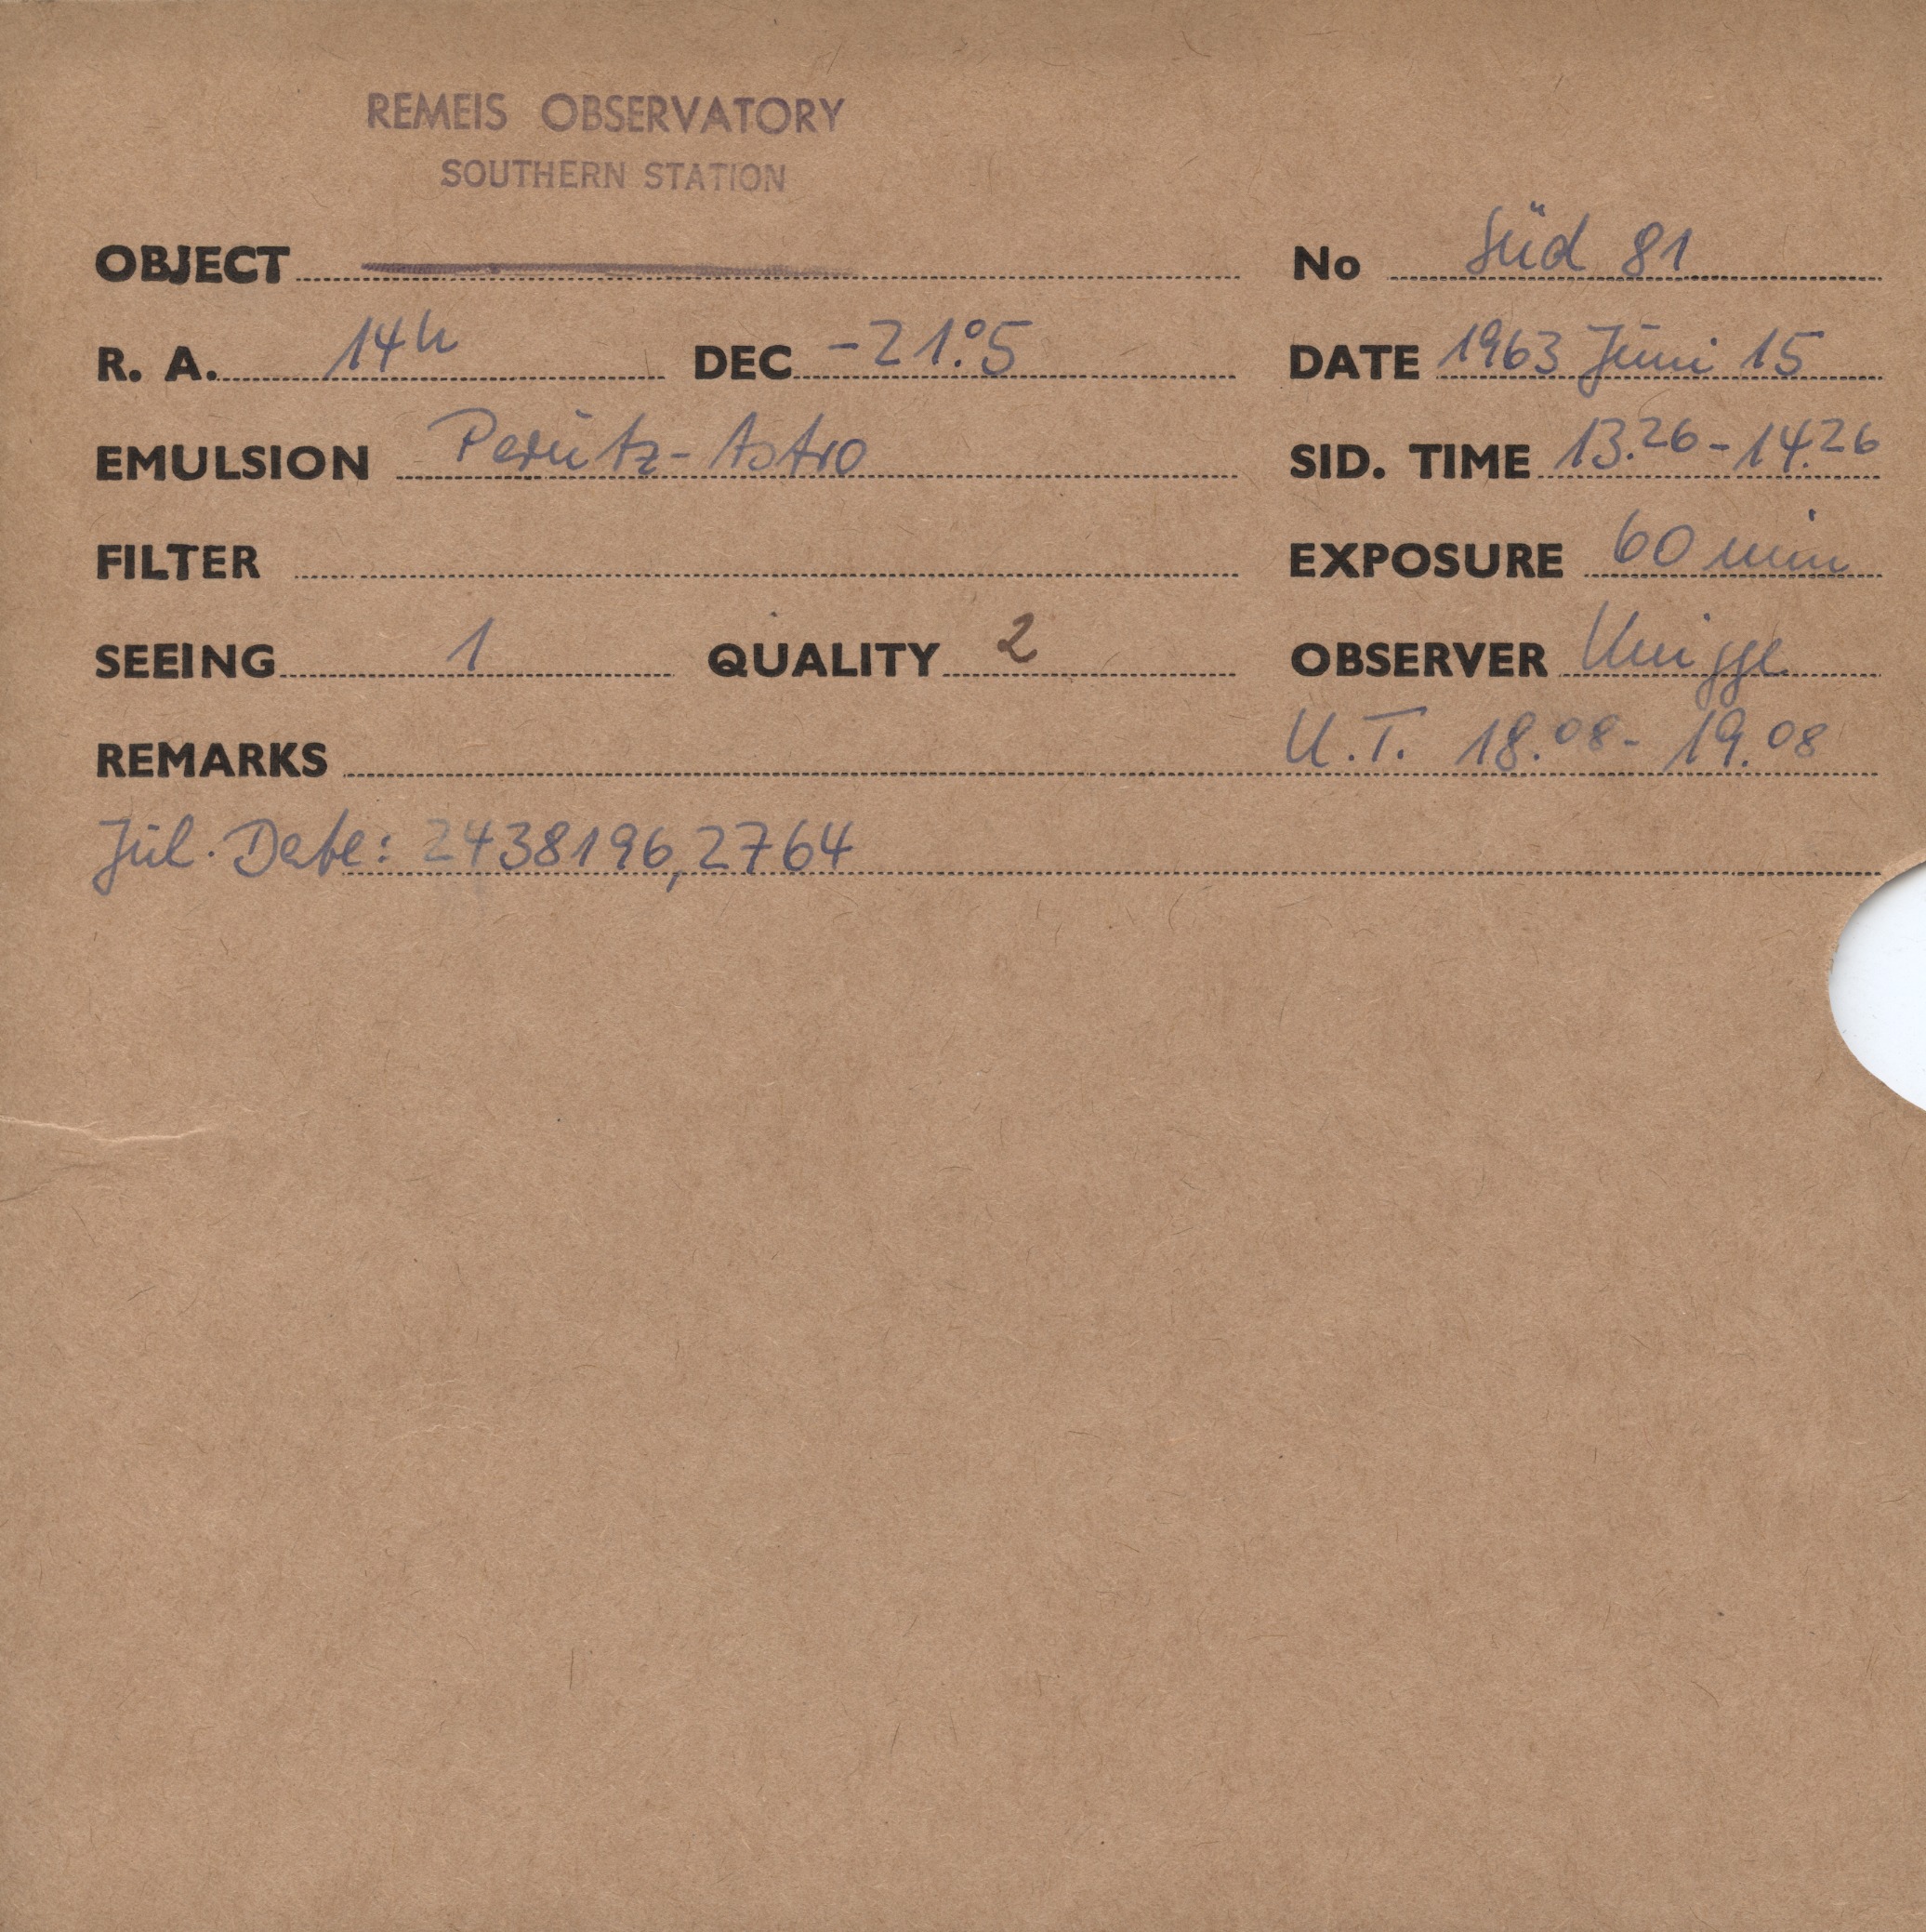 REMEIS OBSERVATORY
SOUTHERN STATION
OBJECT No Süd 81
R. A. 14h DEC -21.°5 DATE 1963 Juni 15
EMULSION Perutz-Astro SID. TIME 13.26-14.26
FILTER EXPOSURE 60 min
SEEING 1 QUALITY 2 OBSERVER Knigge
REMARKS U.T. 18.08-19.08
Jul. Date: 2438196,2764